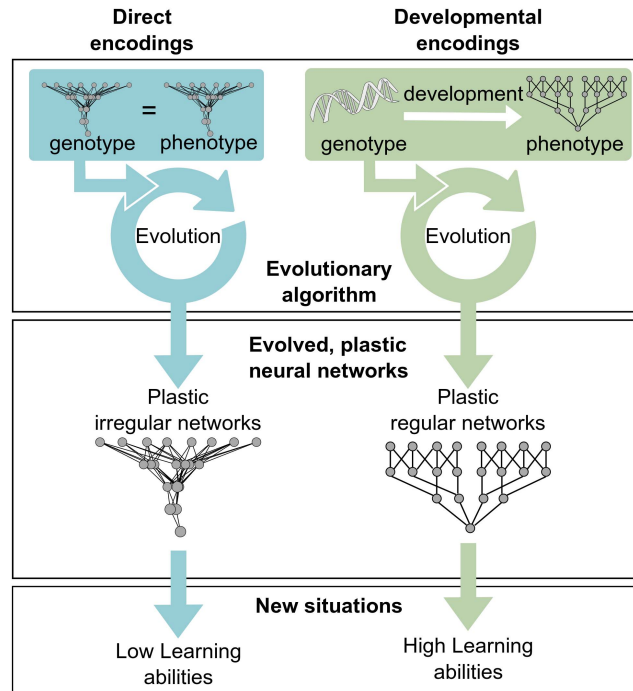 Direct
encodings
Developmental
encodings
=
development
genotype
phenotype
genotype
phenotype
Evolution
Evolution
Evolutionary
algorithm
Evolved, plastic
neural networks
Plastic
irregular networks
Plastic
regular networks
New situations
Low Learning
abilities
High Learning
abilities